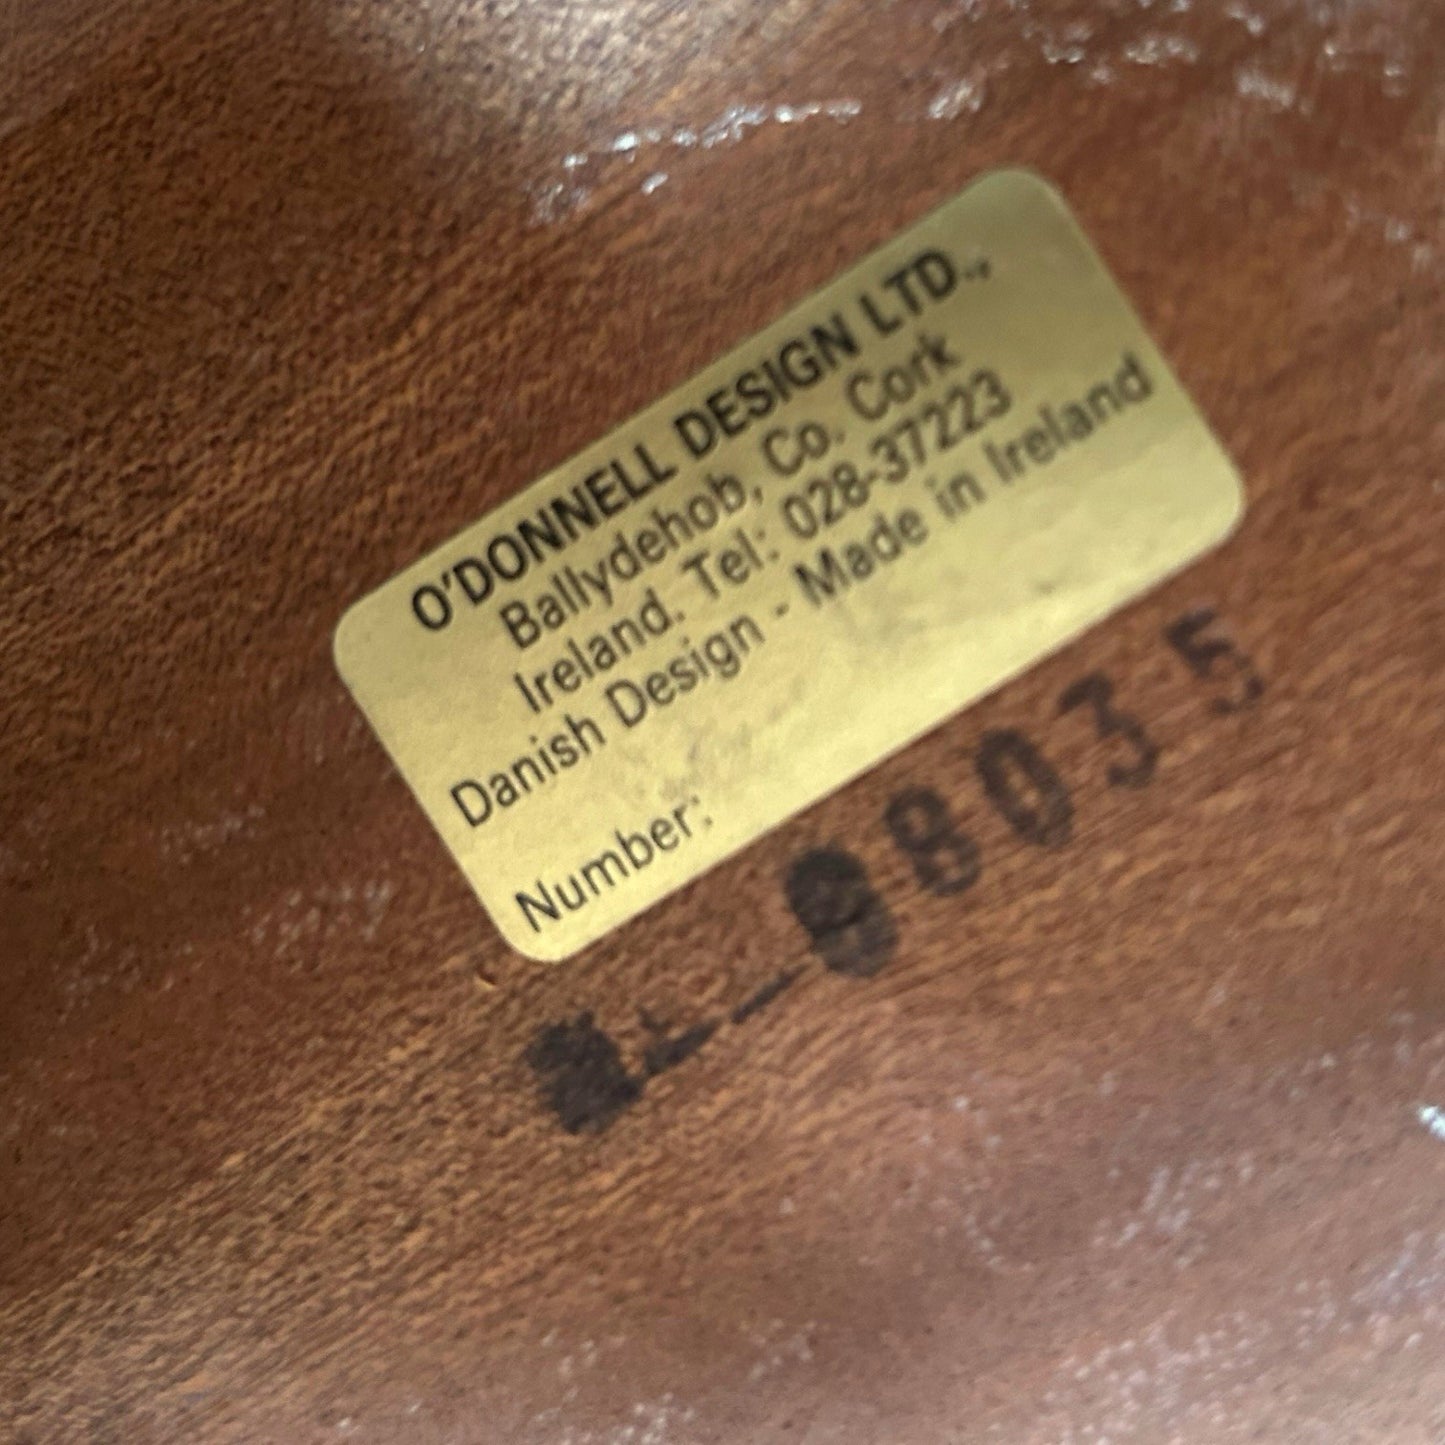 O'DONNELL DESIGN LTD.,
Ballydehob, Co. Cork
Ireland. Tel: 028-37223
Danish Design - Made in Ireland
Number:
8035